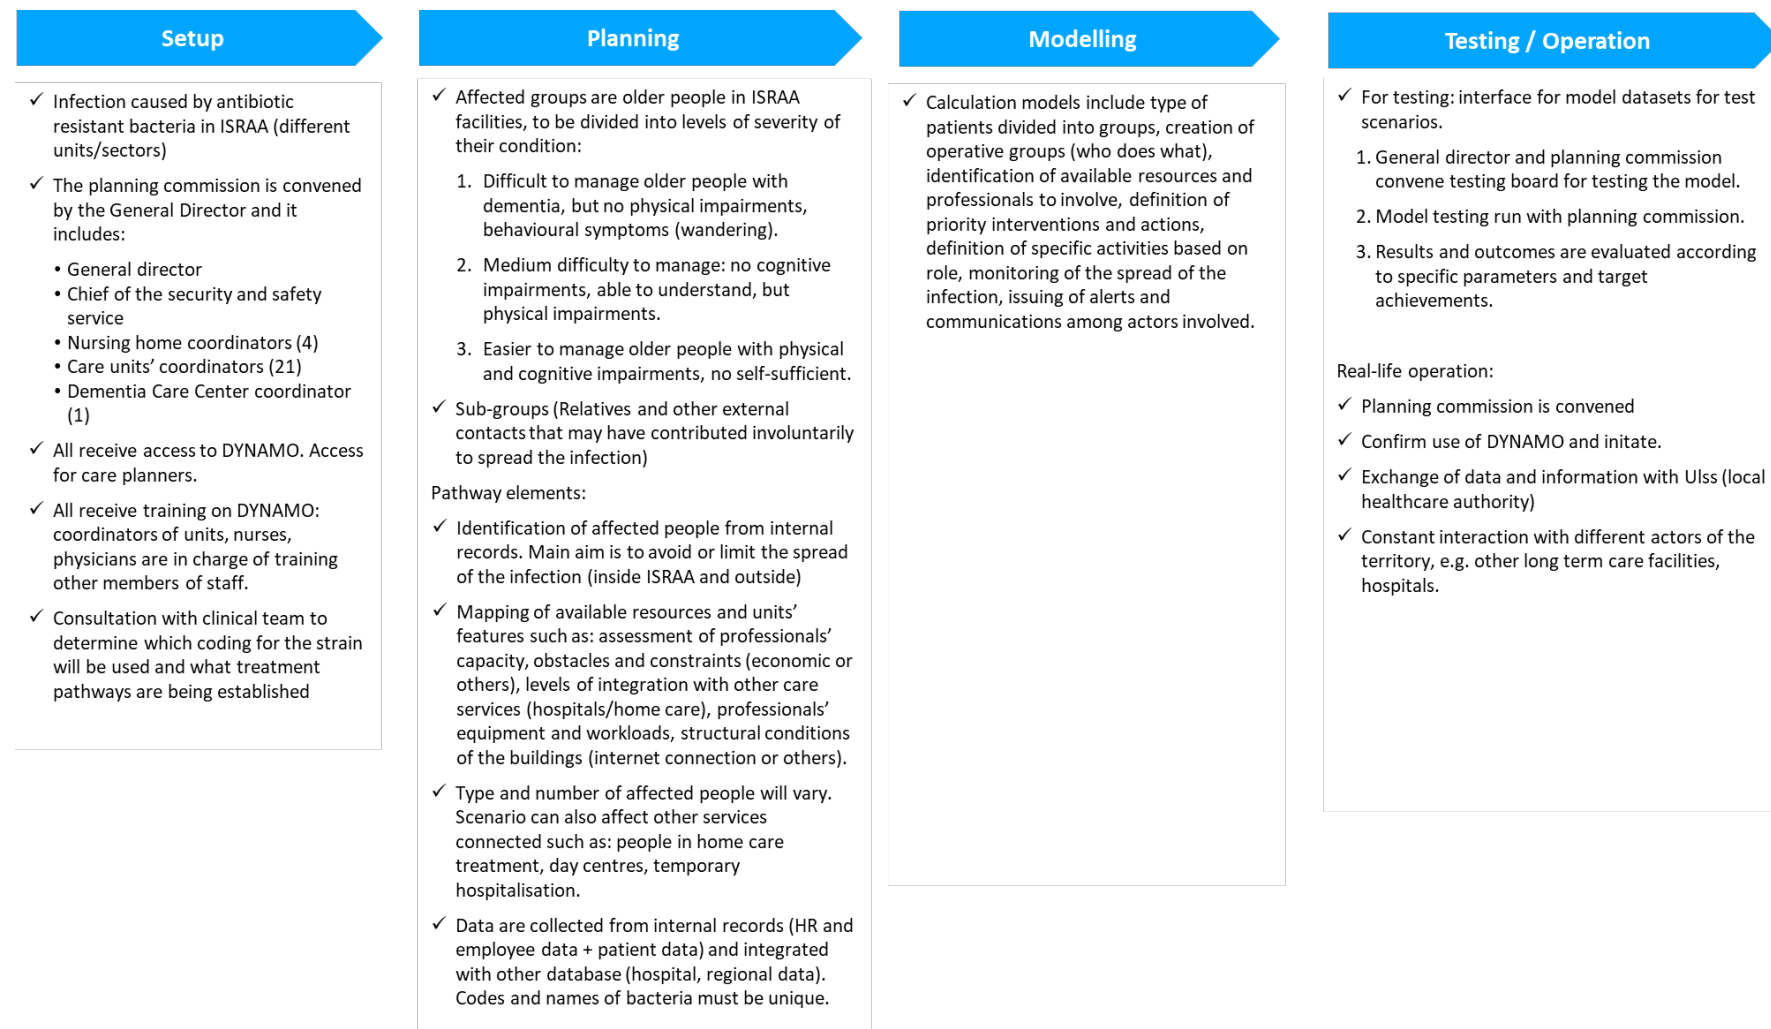 Setup
✓ Infection caused by antibiotic
resistant bacteria in ISRAA (different
units/sectors)
✓ The planning commission is convened
by the General Director and it
includes:
• General director
• Chief of the security and safety
service
• Nursing home coordinators (4)
• Care units’ coordinators (21)
• Dementia Care Center coordinator
(1)
✓ All receive access to DYNAMO. Access
for care planners.
✓ All receive training on DYNAMO:
coordinators of units, nurses,
physicians are in charge of training
other members of staff.
✓ Consultation with clinical team to
determine which coding for the strain
will be used and what treatment
pathways are being established
Planning
✓ Affected groups are older people in ISRAA
facilities, to be divided into levels of severity of
their condition:
1. Difficult to manage older people with
dementia, but no physical impairments,
behavioural symptoms (wandering).
2. Medium difficulty to manage: no cognitive
impairments, able to understand, but
physical impairments.
3. Easier to manage older people with physical
and cognitive impairments, no self-sufficient.
✓ Sub-groups (Relatives and other external
contacts that may have contributed involuntarily
to spread the infection)
Pathway elements:
✓ Identification of affected people from internal
records. Main aim is to avoid or limit the spread
of the infection (inside ISRAA and outside)
✓ Mapping of available resources and units’
features such as: assessment of professionals’
capacity, obstacles and constraints (economic or
others), levels of integration with other care
services (hospitals/home care), professionals’
equipment and workloads, structural conditions
of the buildings (internet connection or others).
✓ Type and number of affected people will vary.
Scenario can also affect other services
connected such as: people in home care
treatment, day centres, temporary
hospitalisation.
✓ Data are collected from internal records (HR and
employee data + patient data) and integrated
with other database (hospital, regional data).
Codes and names of bacteria must be unique.
Modelling
✓ Calculation models include type of
patients divided into groups, creation of
operative groups (who does what),
identification of available resources and
professionals to involve, definition of
priority interventions and actions,
definition of specific activities based on
role, monitoring of the spread of the
infection, issuing of alerts and
communications among actors involved.
Testing / Operation
✓ For testing: interface for model datasets for test
scenarios.
1. General director and planning commission
convene testing board for testing the model.
2. Model testing run with planning commission.
3. Results and outcomes are evaluated according
to specific parameters and target
achievements.
Real-life operation:
✓ Planning commission is convened
✓ Confirm use of DYNAMO and initate.
✓ Exchange of data and information with Ulss (local
healthcare authority)
✓ Constant interaction with different actors of the
territory, e.g. other long term care facilities,
hospitals.